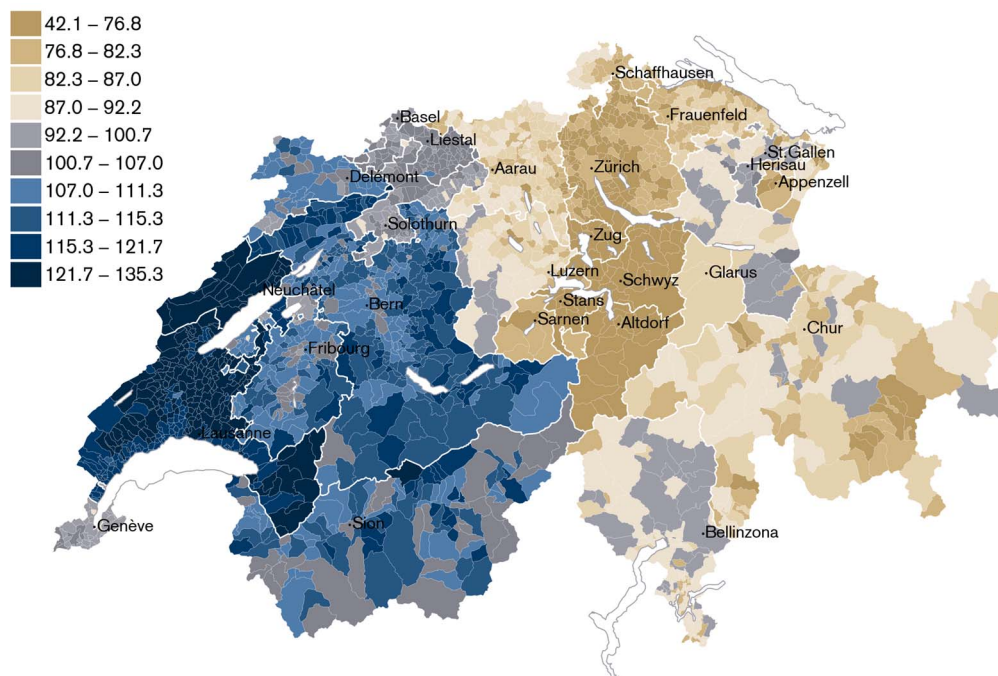 42.1 – 76.8
76.8 – 82.3
82.3 – 87.0
87.0 – 92.2
92.2 – 100.7
100.7 – 107.0
107.0 – 111.3
111.3 – 115.3
115.3 – 121.7
121.7 – 135.3
Schaffhausen
Basel
Frauenfeld
Liestal
St.Gallen
Herisau
Aarau
Zürich
Delémont
Appenzell
Solothurn
Zug
Luzern
Glarus
Schwyz
Neuchâtel
Stans
Bern
Sarnen
Altdorf
Chur
Fribourg
Lausanne
Sion
Genève
Bellinzona